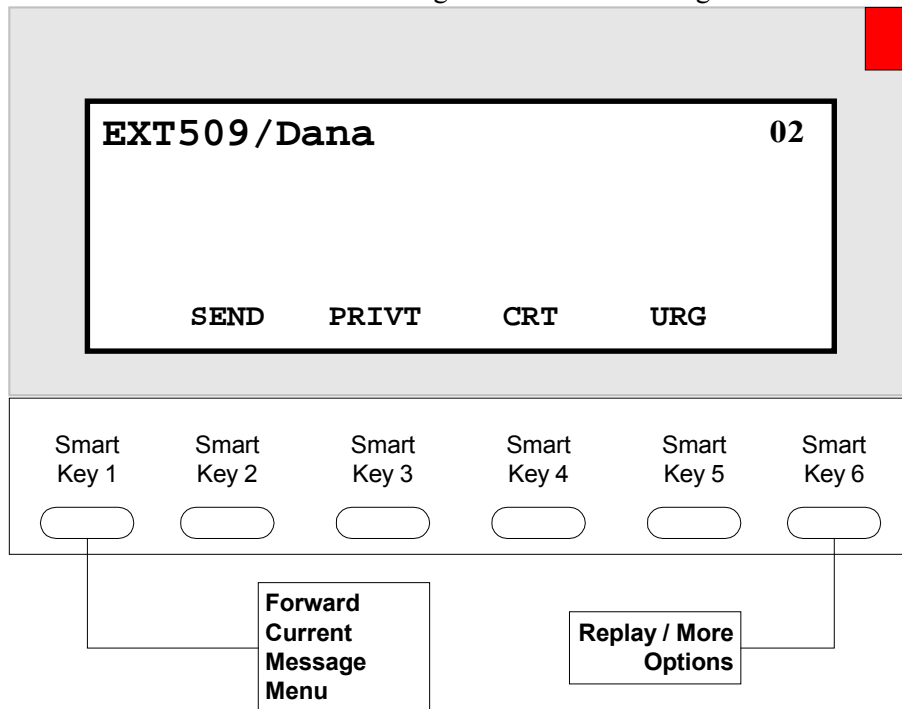 EXT509/Dana 02
SEND PRIVT CRT URG
Smart Key 1
Smart Key 2
Smart Key 3
Smart Key 4
Smart Key 5
Smart Key 6
Forward
Current
Message
Menu
Replay / More
Options